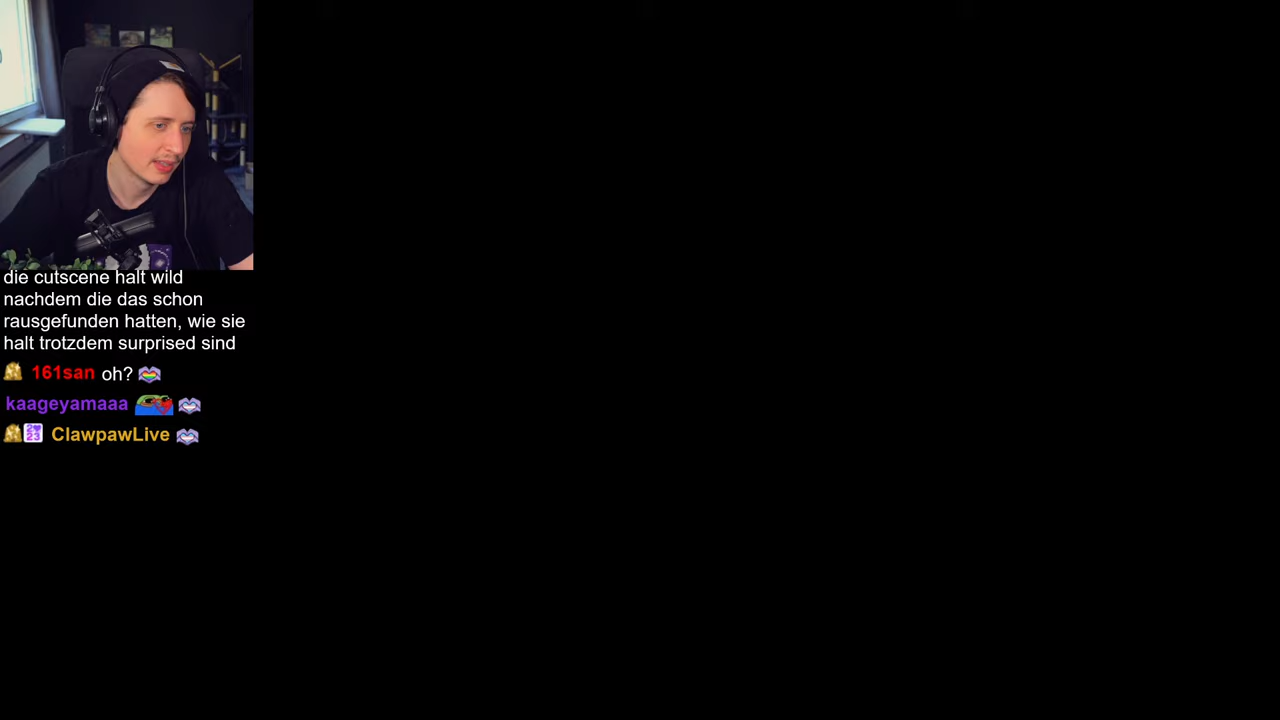 die cutscene halt wild
nachdem die das schon
rausgefunden hatten, wie sie
halt trotzdem surprised sind
161san oh?
kaageyamaaa
2023 ClawpawLive